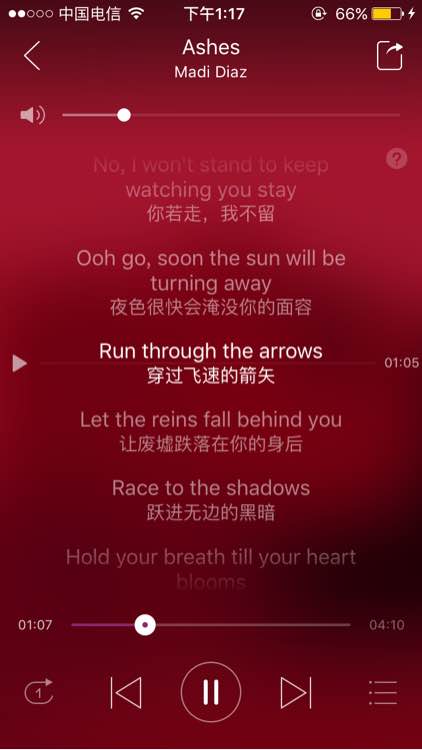 中国电信 下午1:17 66%
Ashes
Madi Diaz
?
No, I won't stand to keep
watching you stay
你若走，我不留
Ooh go, soon the sun will be
turning away
夜色很快会淹没你的面容
Run through the arrows
01:05
穿过飞速的箭矢
Let the reins fall behind you
让废墟跌落在你的身后
Race to the shadows
跃进无边的黑暗
Hold your breath till your heart
blooms
01:07 04:10
1